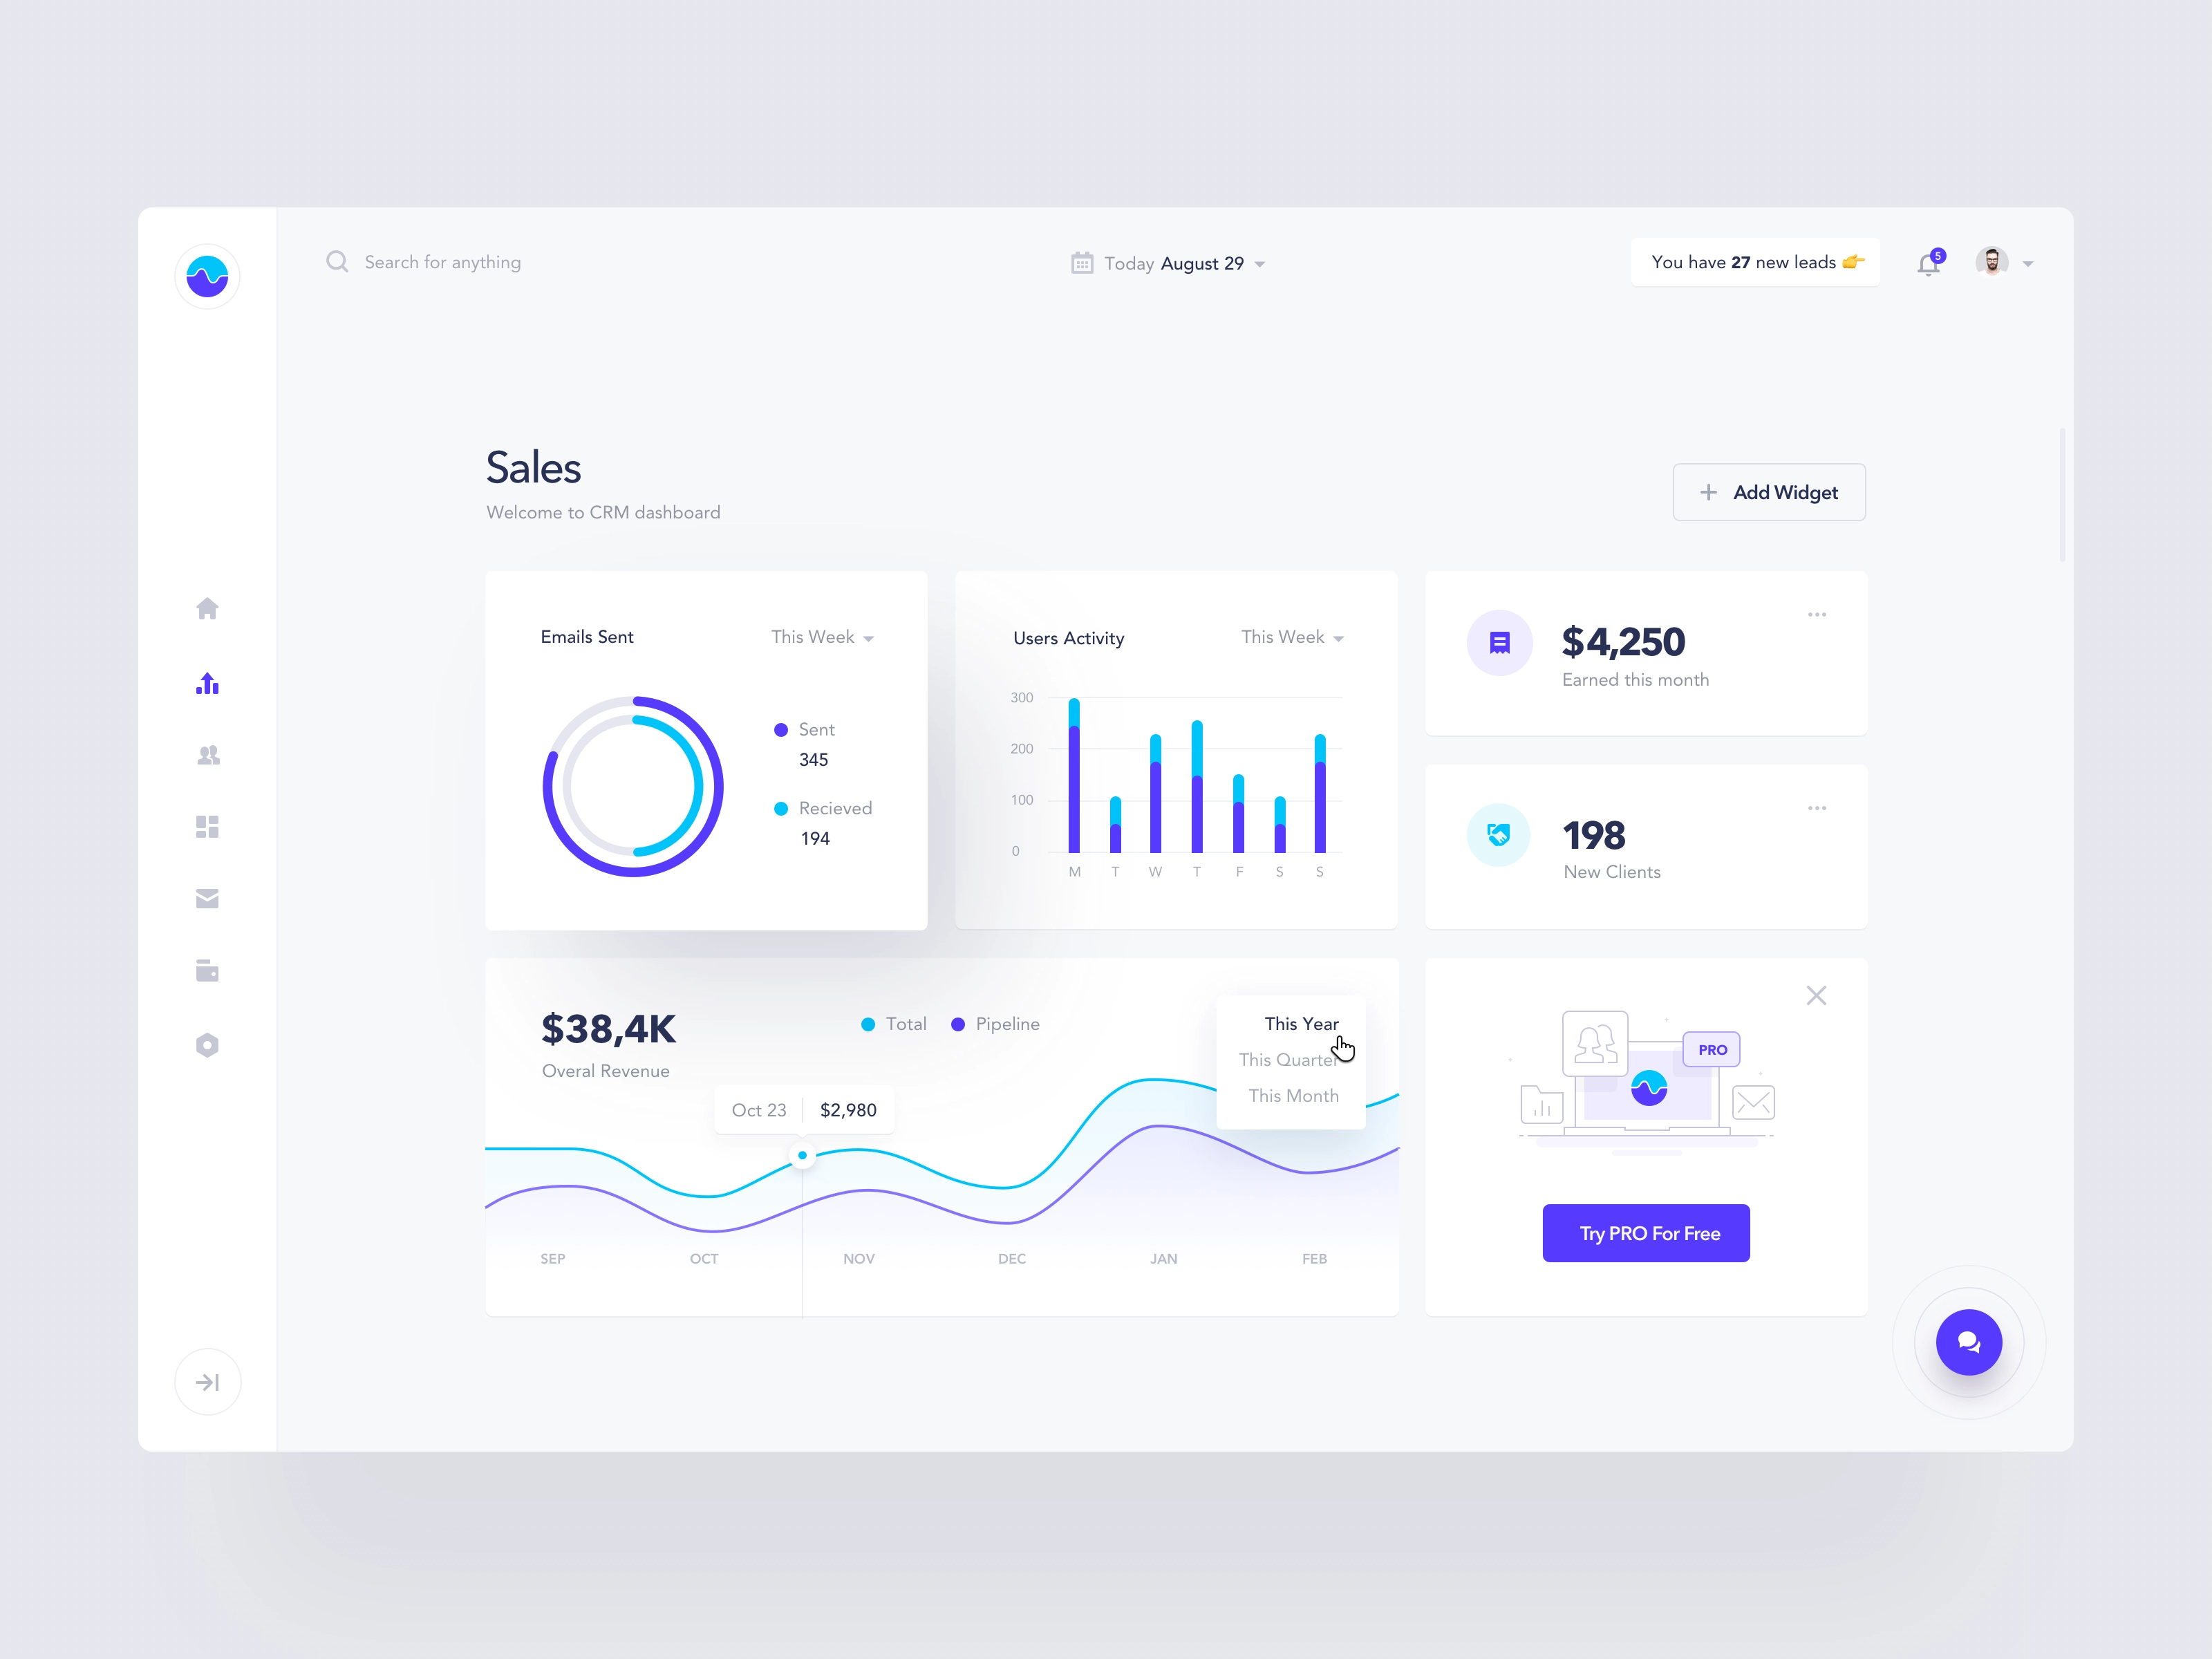 Search for anything
Today August 29
You have 27 new leads 👉
5
Sales
Welcome to CRM dashboard
+ Add Widget
Emails Sent
This Week
Sent
345
Recieved
194
Users Activity
This Week
300
200
100
0
M T W T F S S
$4,250
Earned this month
198
New Clients
$38,4K
Overal Revenue
Total
Pipeline
This Year
This Quarter
This Month
Oct 23
$2,980
SEP OCT NOV DEC JAN FEB
PRO
Try PRO For Free